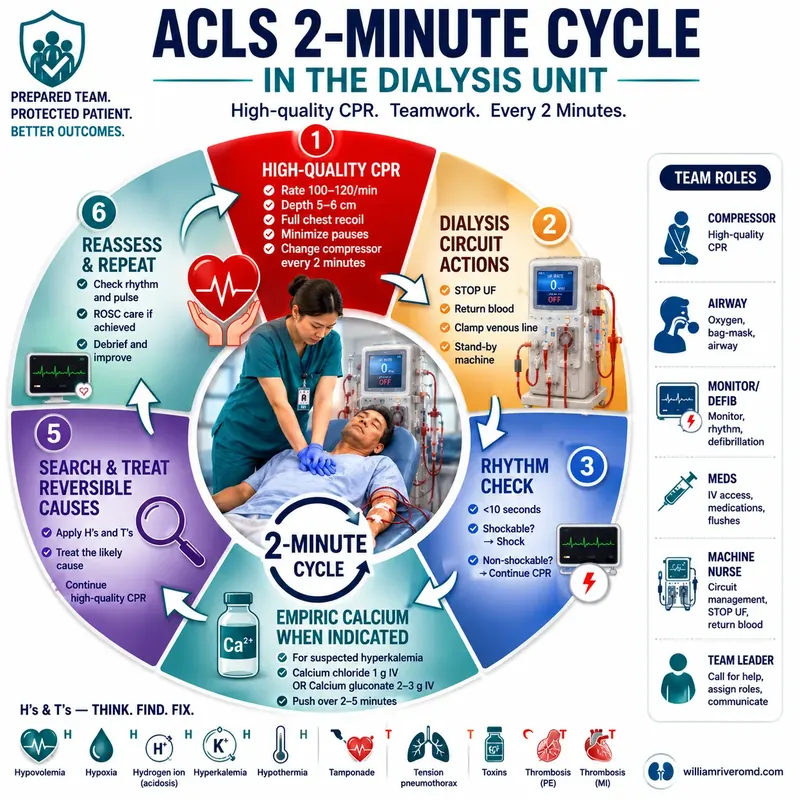 PREPARED TEAM.
PROTECTED PATIENT.
BETTER OUTCOMES.
ACLS 2-MINUTE CYCLE
IN THE DIALYSIS UNIT
High-quality CPR. Teamwork. Every 2 Minutes.
1
HIGH-QUALITY CPR
Rate 100–120/min
Depth 5–6 cm
Full chest recoil
Minimize pauses
Change compressor
every 2 minutes
2
DIALYSIS
CIRCUIT
ACTIONS
STOP UF
Return blood
Clamp venous line
Stand-by
machine
UF RATE
0
OFF
3
RHYTHM
CHECK
<10 seconds
Shockable?
→ Shock
Non-shockable?
→ Continue CPR
EMPIRIC CALCIUM
WHEN INDICATED
For suspected hyperkalemia
Calcium chloride 1 g IV
OR Calcium gluconate 2–3 g IV
Push over 2–5 minutes
Ca²⁺
5
SEARCH & TREAT
REVERSIBLE
CAUSES
Apply H's and T's
Treat the likely
cause
Continue
high-quality CPR
6
REASSESS
& REPEAT
Check rhythm
and pulse
ROSC care if
achieved
Debrief and
improve
0
OFF
2-MINUTE
CYCLE
TEAM ROLES
COMPRESSOR
High-quality
CPR
AIRWAY
Oxygen,
bag-mask,
airway
MONITOR/
DEFIB
Monitor,
rhythm,
defibrillation
MEDS
IV access,
medications,
flushes
MACHINE
NURSE
Circuit
management,
STOP UF,
return blood
TEAM LEADER
Call for help,
assign roles,
communicate
H's & T's — THINK. FIND. FIX.
H
Hypovolemia
H
Hypoxia
H
H⁺
Hydrogen ion
(acidosis)
H
K⁺
Hyperkalemia
H
Hypothermia
T
Tamponade
T
Tension
pneumothorax
T
Toxins
T
Thrombosis
(PE)
T
Thrombosis
(MI)
williamriveromd.com